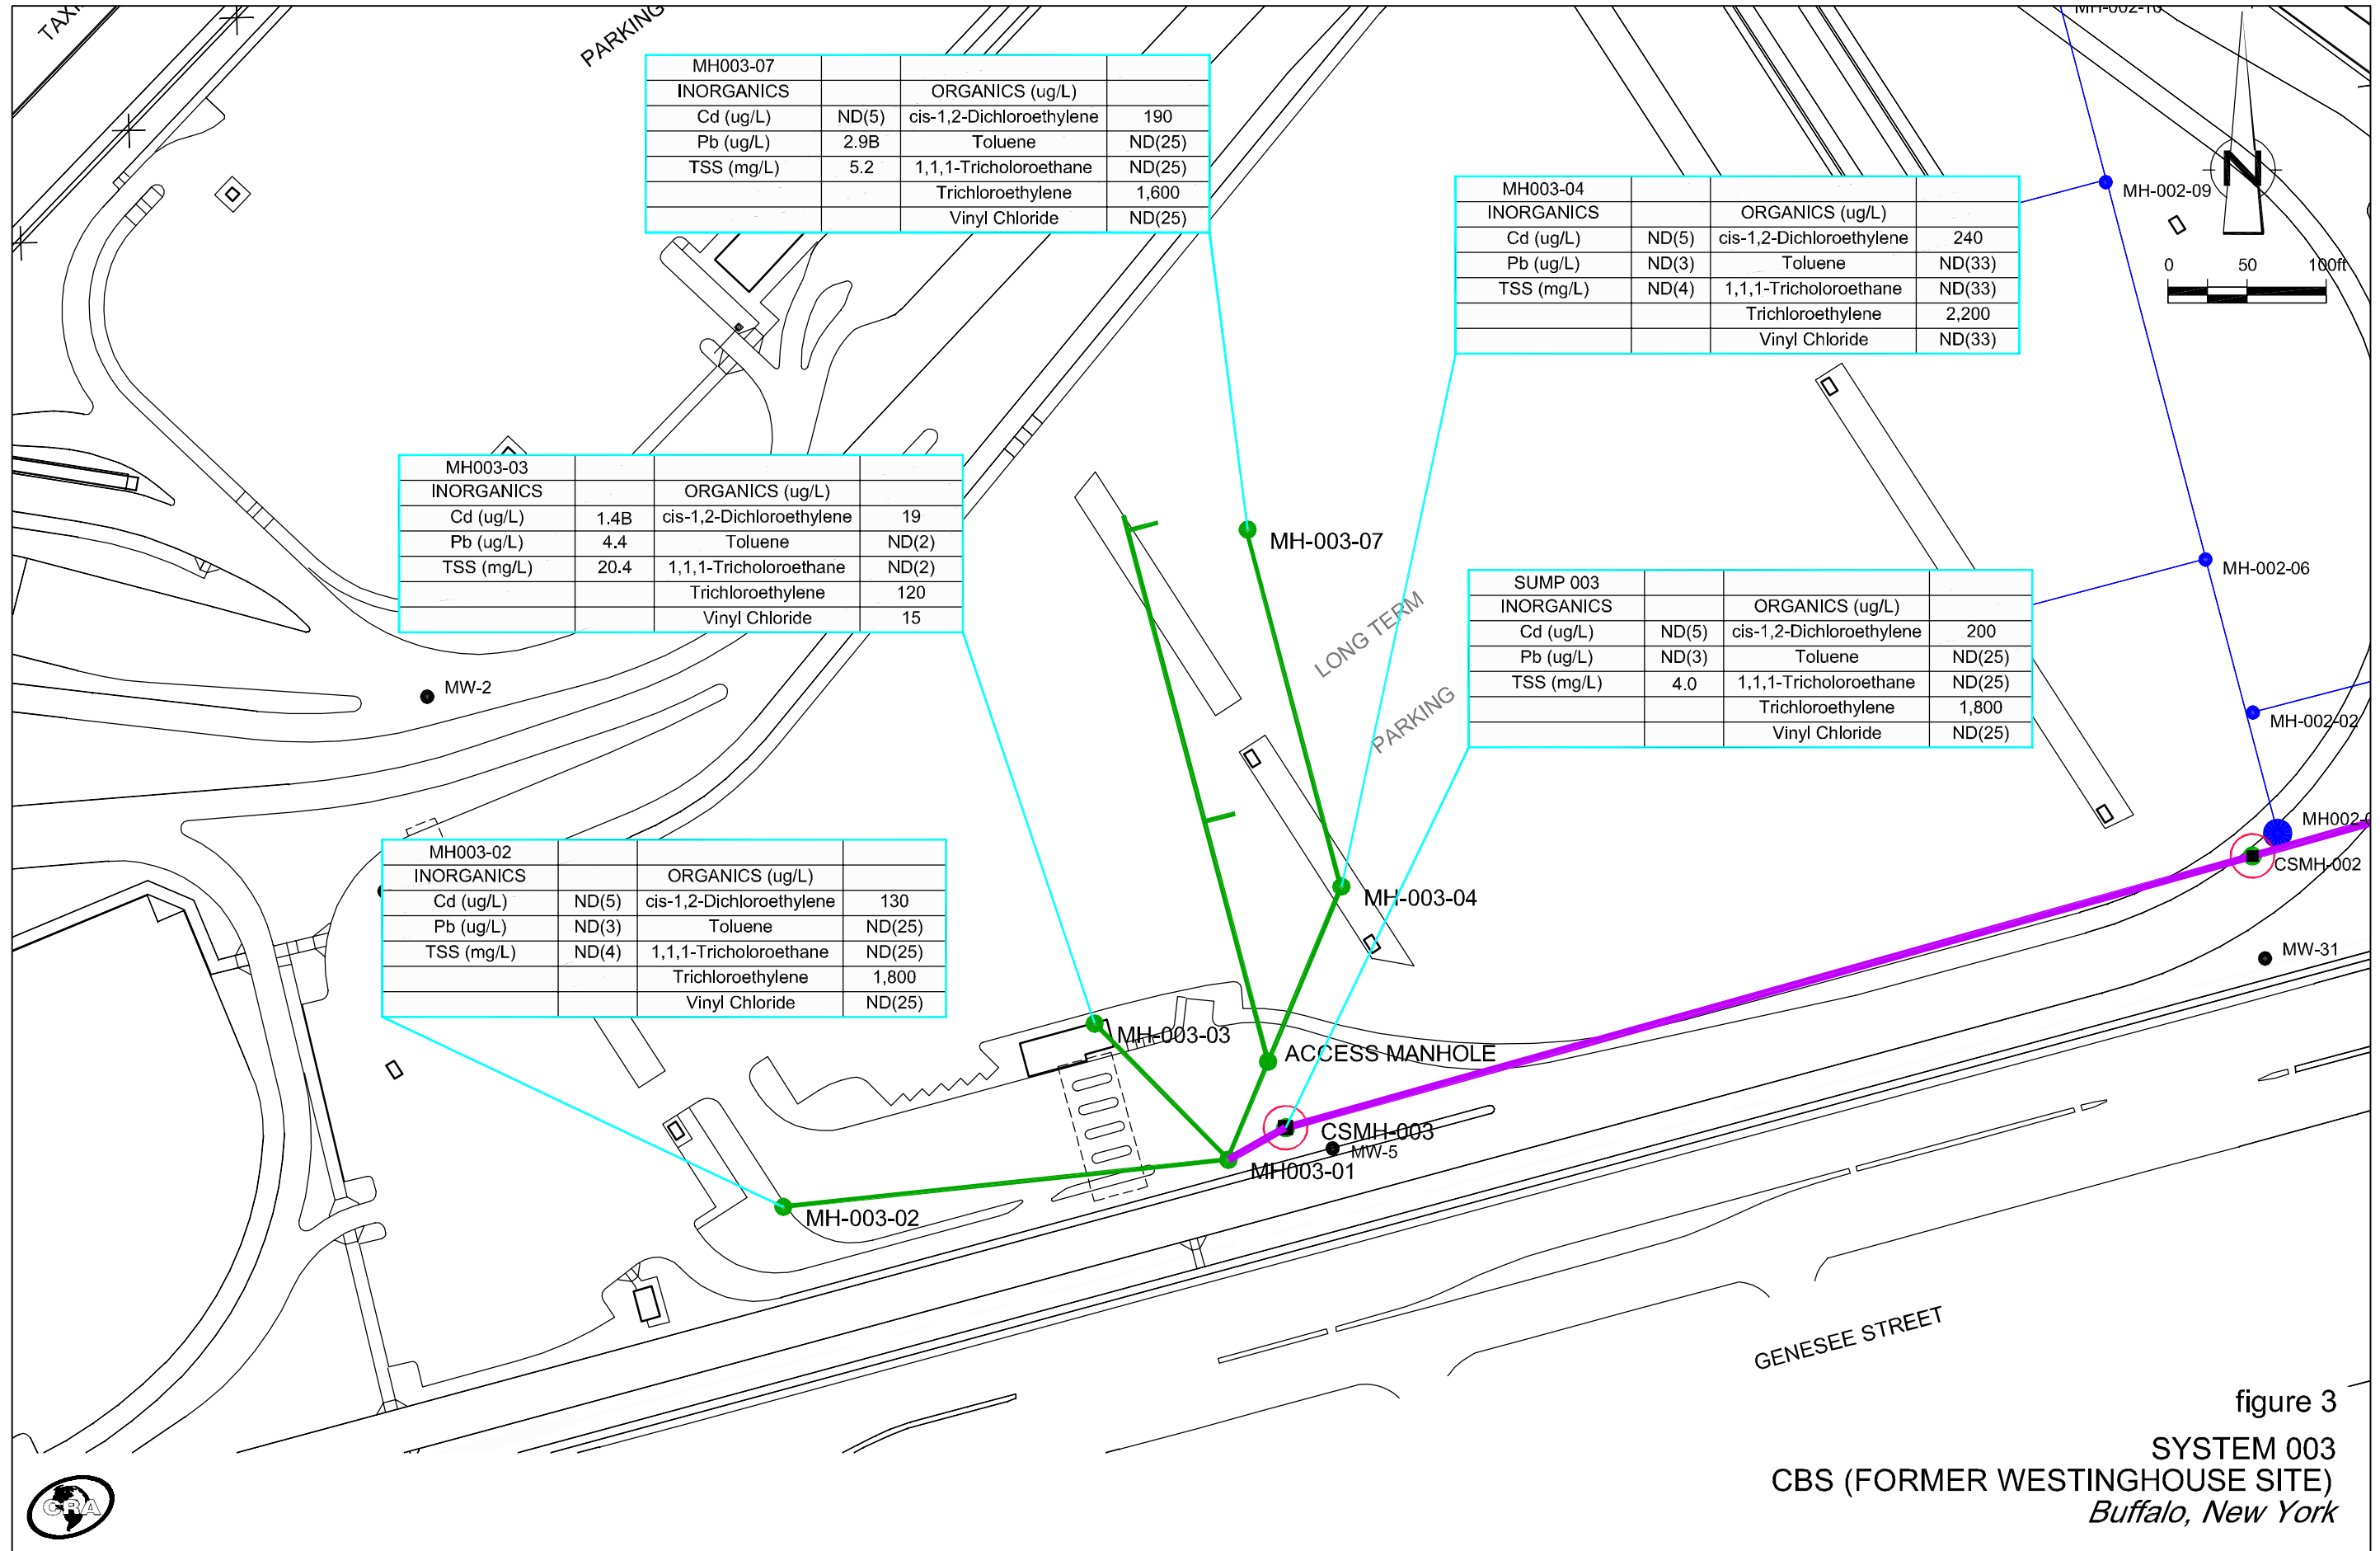 PARKING
MH003-07
INORGANICS ORGANICS (ug/L)
Cd (ug/L) ND(5) cis-1,2-Dichloroethylene 190
Pb (ug/L) 2.9B Toluene ND(25)
TSS (mg/L) 5.2 1,1,1-Tricholoroethane ND(25)
Trichloroethylene 1,600
Vinyl Chloride ND(25)
MH003-04
INORGANICS ORGANICS (ug/L)
Cd (ug/L) ND(5) cis-1,2-Dichloroethylene 240
Pb (ug/L) ND(3) Toluene ND(33)
TSS (mg/L) ND(4) 1,1,1-Tricholoroethane ND(33)
Trichloroethylene 2,200
Vinyl Chloride ND(33)
MH-002-10
MH-002-09
N
0 50 100ft
MH003-03
INORGANICS ORGANICS (ug/L)
Cd (ug/L) 1.4B cis-1,2-Dichloroethylene 19
Pb (ug/L) 4.4 Toluene ND(2)
TSS (mg/L) 20.4 1,1,1-Tricholoroethane ND(2)
Trichloroethylene 120
Vinyl Chloride 15
MH-003-07
LONG TERM
PARKING
SUMP 003
INORGANICS ORGANICS (ug/L)
Cd (ug/L) ND(5) cis-1,2-Dichloroethylene 200
Pb (ug/L) ND(3) Toluene ND(25)
TSS (mg/L) 4.0 1,1,1-Tricholoroethane ND(25)
Trichloroethylene 1,800
Vinyl Chloride ND(25)
MH-002-06
MW-2
MH-002-02
MH003-02
INORGANICS ORGANICS (ug/L)
Cd (ug/L) ND(5) cis-1,2-Dichloroethylene 130
Pb (ug/L) ND(3) Toluene ND(25)
TSS (mg/L) ND(4) 1,1,1-Tricholoroethane ND(25)
Trichloroethylene 1,800
Vinyl Chloride ND(25)
CSMH-002
MH-003-04
MW-31
MH-003-03
ACCESS MANHOLE
CSMH-003
MW-5
MH003-01
MH-003-02
GENESEE STREET
figure 3
SYSTEM 003
CBS (FORMER WESTINGHOUSE SITE)
Buffalo, New York
CRA